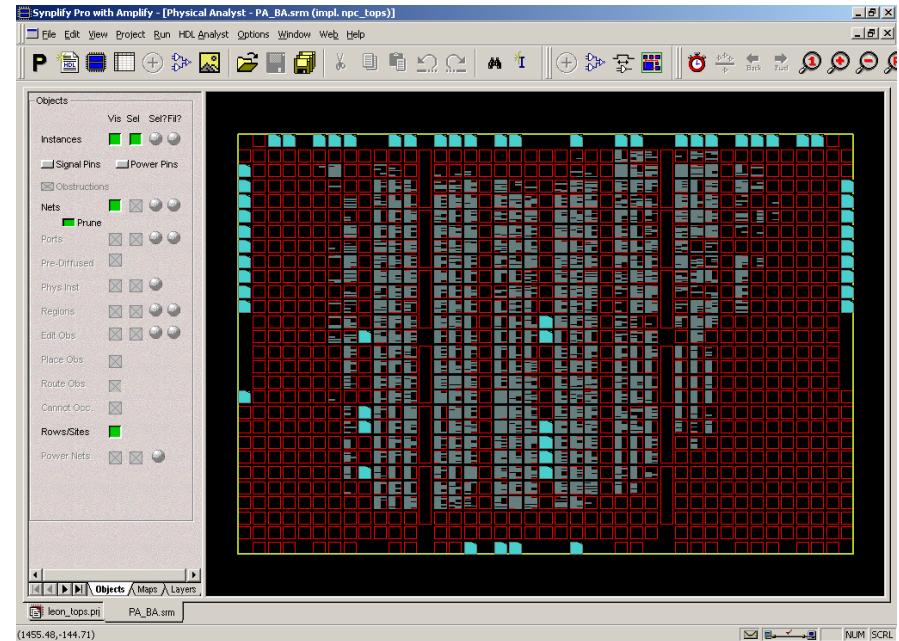 Synplify Pro with Amplify - [Physical Analyst - PA_BA.srm (impl. npc_tops)]
File Edit View Project Run HDL Analyst Options Window Web Help
P HDL Back Fwd 1
Objects
Vis Sel Sel?Fil?
Instances
Signal Pins Power Pins
Obstructions
Nets
Prune
Ports
Pre-Diffused
Phys Inst
Regions
Edit Obs
Place Obs
Route Obs
Cannot Occ.
Rows/Sites
Power Nets
Objects Maps Layers
leon_tops.prj PA_BA.srm
(1455.48,-144.71) NUM SCRL